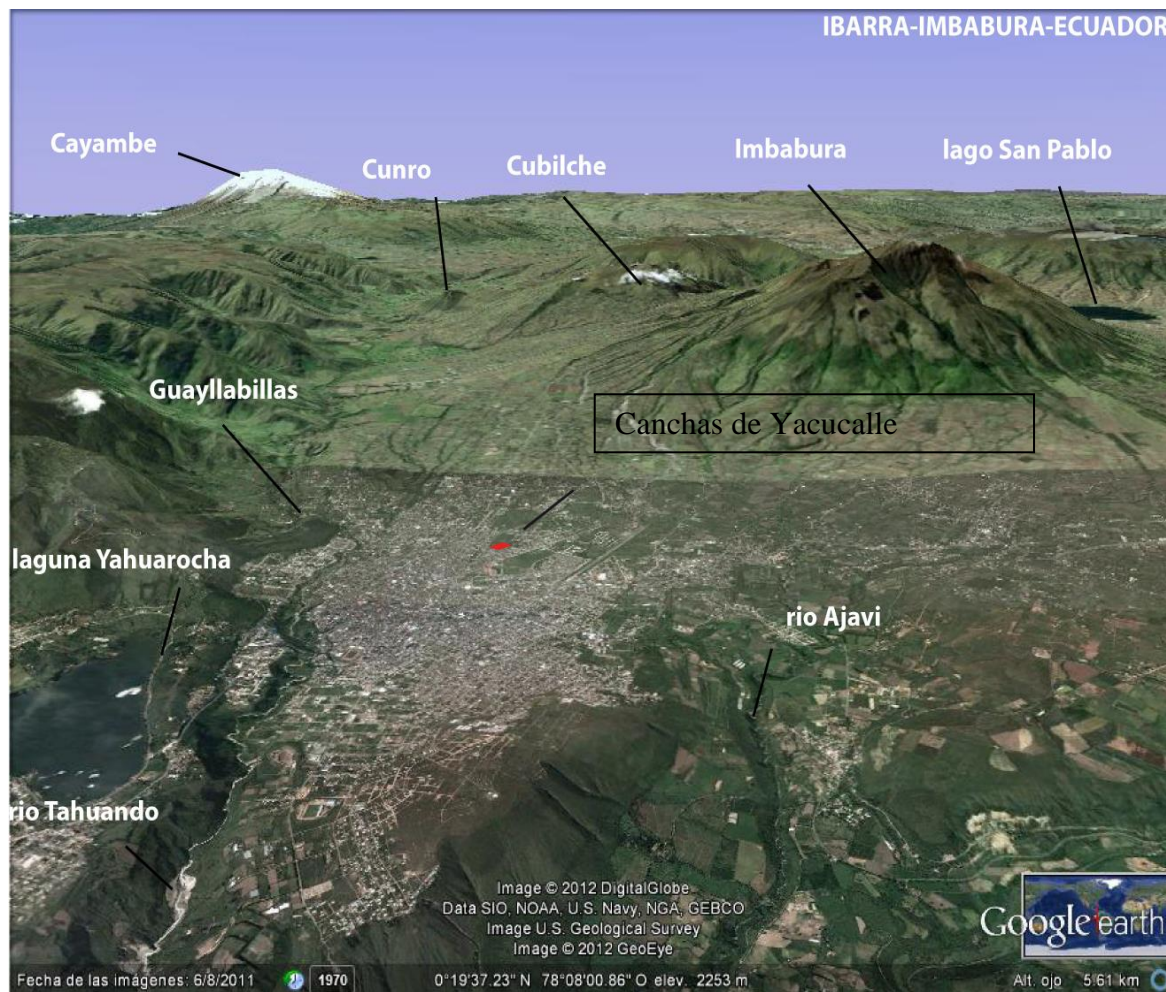 IBARRA-IMBABURA-ECUADOR
Cayambe
Cunro
Cubilche
Imbabura
lago San Pablo
Guayllabillas
Canchas de Yacucalle
laguna Yahuarocha
rio Ajavi
rio Tahuando
Image © 2012 DigitalGlobe
Data SIO, NOAA, U.S. Navy, NGA, GEBCO
Image U.S. Geological Survey
Image © 2012 GeoEye
Google earth
Fecha de las imágenes: 6/8/2011 1970 0°19'37.23" N 78°08'00.86" O elev. 2253 m Alt. ojo 5.61 km